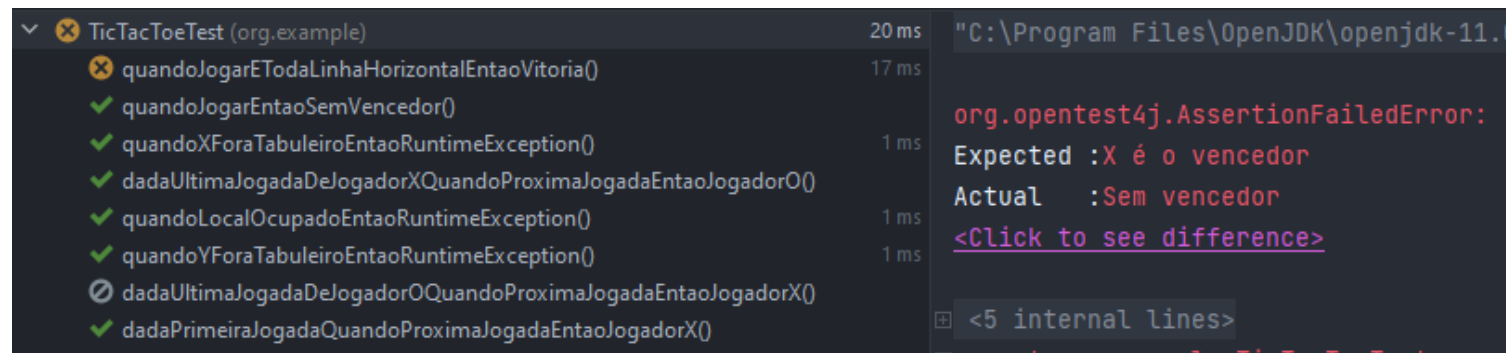 TicTacToeTest (org.example) 20 ms
quandoJogarETodaLinhaHorizontalEntaoVitoria() 17 ms
quandoJogarEntaoSemVencedor()
quandoXForaTabuleiroEntaoRuntimeException() 1 ms
dadaUltimaJogadaDeJogadorXQuandoProximaJogadaEntaoJogadorO()
quandoLocalOcupadoEntaoRuntimeException() 1 ms
quandoYForaTabuleiroEntaoRuntimeException() 1 ms
dadaUltimaJogadaDeJogadorOQuandoProximaJogadaEntaoJogadorX()
dadaPrimeiraJogadaQuandoProximaJogadaEntaoJogadorX()
"C:\Program Files\OpenJDK\openjdk-11.
org.opentest4j.AssertionFailedError:
Expected :X é o vencedor
Actual   :Sem vencedor
<Click to see difference>
<5 internal lines>